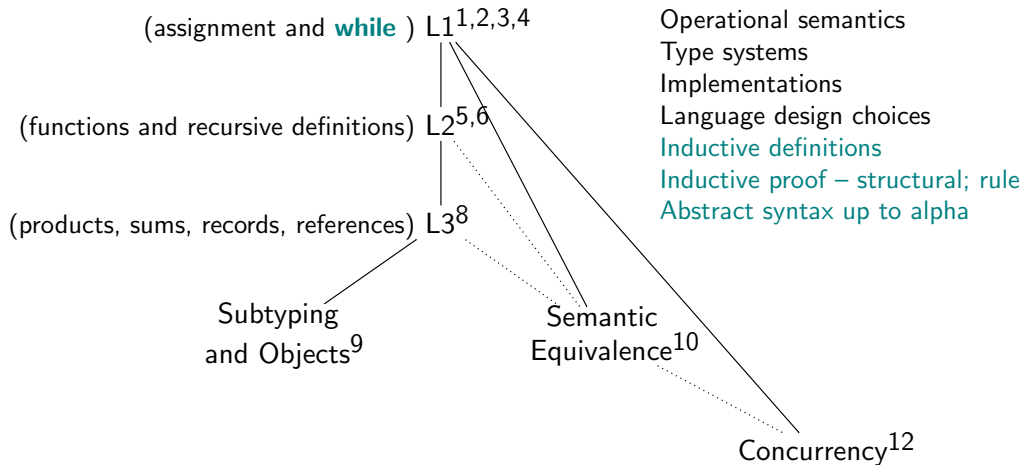 (assignment and while ) L1 1,2,3,4
(functions and recursive definitions) L2 5,6
(products, sums, records, references) L3 8
Subtyping
and Objects 9
Semantic
Equivalence 10
Concurrency 12
Operational semantics
Type systems
Implementations
Language design choices
Inductive definitions
Inductive proof – structural; rule
Abstract syntax up to alpha